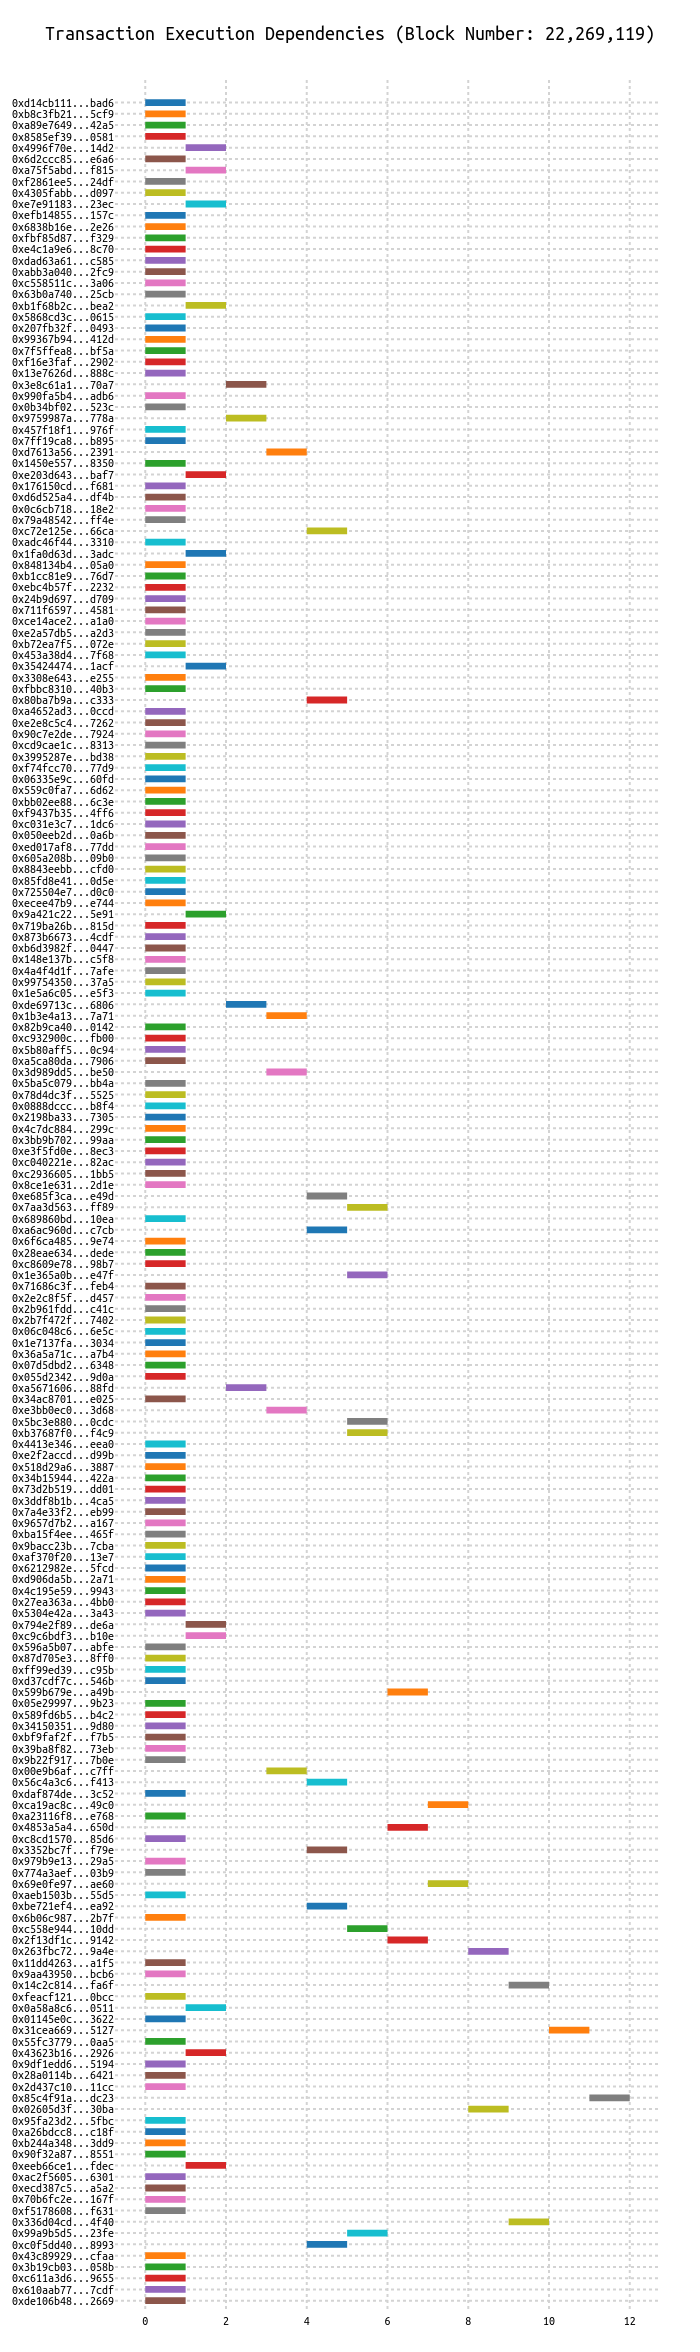 Transaction Execution Dependencies (Block Number: 22,269,119)
0xd14cb111...bad6
0xb8c3fb21...5cf9
0xa89e7649...42a5
0x8585ef39...0581
0x4996f70e...14d2
0x6d2ccc85...e6a6
0xa75f5abd...f815
0xf2861ee5...24df
0x4305fabb...d097
0xe7e91183...23ec
0xefb14855...157c
0x6838b16e...2e26
0xfbf85d87...f329
0xe4c1a9e6...8c70
0xdad63a61...c585
0xabb3a040...2fc9
0xc558511c...3a06
0x63b0a740...25cb
0xb1f68b2c...bea2
0x5868cd3c...0615
0x207fb32f...0493
0x99367b94...412d
0x7f5ffea8...bf5a
0xf16e3faf...2902
0x13e7626d...888c
0x3e8c61a1...70a7
0x990fa5b4...adb6
0x0b34bf02...523c
0x9759987a...778a
0x457f18f1...976f
0x7ff19ca8...b895
0xd7613a56...2391
0x1450e557...8350
0xe203d643...baf7
0x176150cd...f681
0xd6d525a4...df4b
0x0c6cb718...18e2
0x79a48542...ff4e
0xc72e125e...66ca
0xadc46f44...3310
0x1fa0d63d...3adc
0x848134b4...05a0
0xb1cc81e9...76d7
0xebc4b57f...2232
0x24b9d697...d709
0x711f6597...4581
0xce14ace2...a1a0
0xe2a57db5...a2d3
0xb72ea7f5...072e
0x453a38d4...7f68
0x35424474...1acf
0x3308e643...e255
0xfbbc8310...40b3
0x80ba7b9a...c333
0xa4652ad3...0ccd
0xe2e8c5c4...7262
0x90c7e2de...7924
0xcd9cae1c...8313
0x3995287e...bd38
0xf74fcc70...77d9
0x06335e9c...60fd
0x559c0fa7...6d62
0xbb02ee88...6c3e
0xf9437b35...4ff6
0xc031e3c7...1dc6
0x050eeb2d...0a6b
0xed017af8...77dd
0x605a208b...09b0
0x8843eebb...cfd0
0x85fd8e41...0d5e
0x725504e7...d0c0
0xecee47b9...e744
0x9a421c22...5e91
0x719ba26b...815d
0x873b6673...4cdf
0xb6d3982f...0447
0x148e137b...c5f8
0x4a4f4d1f...7afe
0x99754350...37a5
0x1e5a6c05...e5f3
0xde69713c...6806
0x1b3e4a13...7a71
0x82b9ca40...0142
0xc932900c...fb00
0x5b80aff5...0c94
0xa5ca80da...7906
0x3d989dd5...be50
0x5ba5c079...bb4a
0x78d4dc3f...5525
0x0888dccc...b8f4
0x2198ba33...7305
0x4c7dc884...299c
0x3bb9b702...99aa
0xe3f5fd0e...8ec3
0xc040221e...82ac
0xc2936605...1bb5
0x8ce1e631...2d1e
0xe685f3ca...e49d
0x7aa3d563...ff89
0x689860bd...10ea
0xa6ac960d...c7cb
0x6f6ca485...9e74
0x28eae634...dede
0xc8609e78...98b7
0x1e365a0b...e47f
0x71686c3f...feb4
0x2e2c8f5f...d457
0x2b961fdd...c41c
0x2b7f472f...7402
0x06c048c6...6e5c
0x1e7137fa...3034
0x36a5a71c...a7b4
0x07d5dbd2...6348
0x055d2342...9d0a
0xa5671606...88fd
0x34ac8701...e025
0xe3bb0ec0...3d68
0x5bc3e880...0cdc
0xb37687f0...f4c9
0x4413e346...eea0
0xe2f2accd...d99b
0x518d29a6...3887
0x34b15944...422a
0x73d2b519...dd01
0x3ddf8b1b...4ca5
0x7a4e33f2...eb99
0x9657d7b2...a167
0xba15f4ee...465f
0x9bacc23b...7cba
0xaf370f20...13e7
0x6212982e...5fcd
0xd906da5b...2a71
0x4c195e59...9943
0x27ea363a...4bb0
0x5304e42a...3a43
0x794e2f89...de6a
0xc9c6bdf3...b10e
0x596a5b07...abfe
0x87d705e3...8ff0
0xff99ed39...c95b
0xd37cdf7c...546b
0x599b679e...a49b
0x05e29997...9b23
0x589fd6b5...b4c2
0x34150351...9d80
0xbf9faf2f...f7b5
0x39ba8f82...73eb
0x9b22f917...7b0e
0x00e9b6af...c7ff
0x56c4a3c6...f413
0xdaf874de...3c52
0xca19ac8c...49c0
0xa23116f8...e768
0x4853a5a4...650d
0xc8cd1570...85d6
0x3352bc7f...f79e
0x979b9e13...29a5
0x774a3aef...03b9
0x69e0fe97...ae60
0xaeb1503b...55d5
0xbe721ef4...ea92
0x6b06c987...2b7f
0xc558e944...10dd
0x2f13df1c...9142
0x263fbc72...9a4e
0x11dd4263...a1f5
0x9aa43950...bcb6
0x14c2c814...fa6f
0xfeacf121...0bcc
0x0a58a8c6...0511
0x01145e0c...3622
0x31cea669...5127
0x55fc3779...0aa5
0x43623b16...2926
0x9df1edd6...5194
0x28a0114b...6421
0x2d437c10...11cc
0x85c4f91a...dc23
0x02605d3f...30ba
0x95fa23d2...5fbc
0xa26bdcc8...c18f
0xb244a348...3dd9
0x90f32a87...8551
0xeeb66ce1...fdec
0xac2f5605...6301
0xecd387c5...a5a2
0x70b6fc2e...167f
0xf5178608...f631
0x336d04cd...4f40
0x99a9b5d5...23fe
0xc0f5dd40...8993
0x43c89929...cfaa
0x3b19cb03...058b
0xc611a3d6...9655
0x610aab77...7cdf
0xde106b48...2669
0 2 4 6 8 10 12